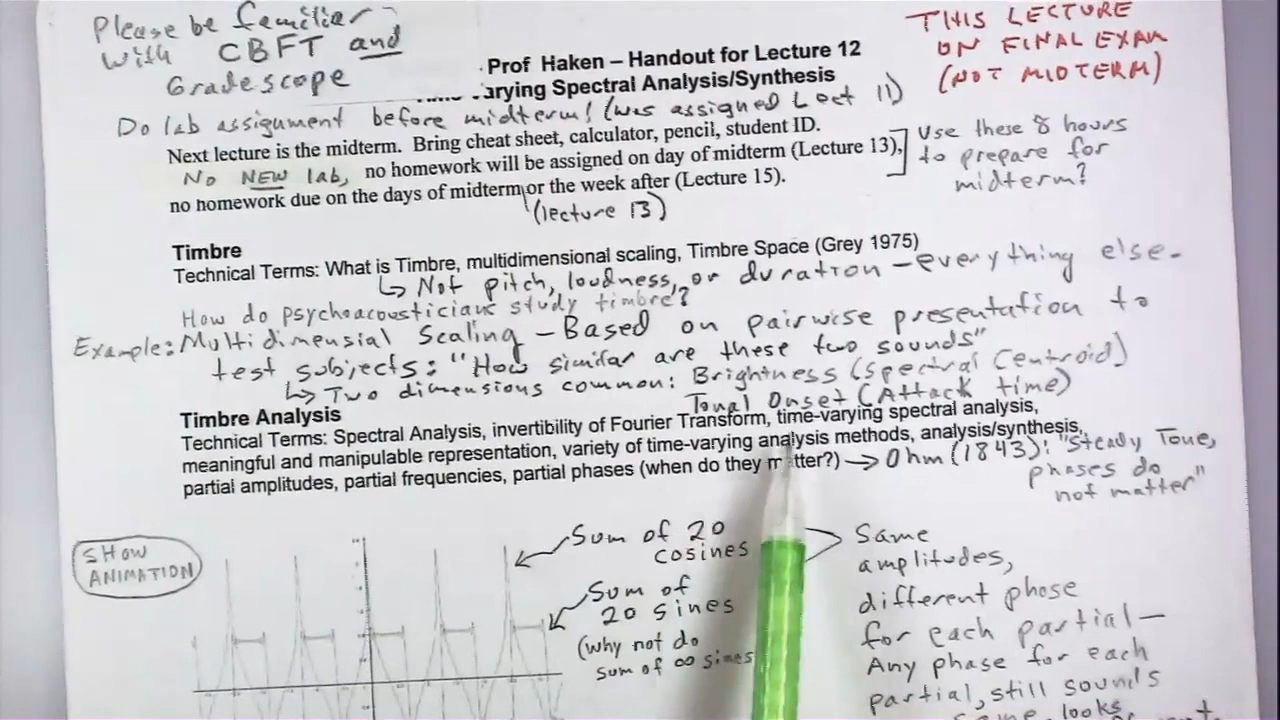 Please be familiar
with CBFT and
Gradescope
THIS LECTURE
ON FINAL EXAM
(NOT MIDTERM)
Prof Haken – Handout for Lecture 12
arying Spectral Analysis/Synthesis
Do lab assignment before midterm! (was assigned L Oct 11)
Next lecture is the midterm. Bring cheat sheet, calculator, pencil, student ID.
No NEW lab, no homework will be assigned on day of midterm (Lecture 13),
no homework due on the days of midterm or the week after (Lecture 15).
(lecture 13)
Use these 8 hours
to prepare for
midterm?
Timbre
Technical Terms: What is Timbre, multidimensional scaling, Timbre Space (Grey 1975)
↳ Not pitch, loudness, or duration – everything else.
How do psychoacousticians study timbre?
Example: Multidimensial Scaling – Based on pairwise presentation to
test subjects: "How similar are these two sounds"
↳ Two dimensions common: Brightness (Spectral Centroid)
Tonal Onset (Attack time)
Timbre Analysis
Technical Terms: Spectral Analysis, invertibility of Fourier Transform, time-varying spectral analysis,
meaningful and manipulable representation, variety of time-varying analysis methods, analysis/synthesis,
partial amplitudes, partial frequencies, partial phases (when do they m tter?) → Ohm (1843): "Steady Tone,
phases do
not matter"
SHOW
ANIMATION
Sum of 20
cosines
Sum of
20 sines
(why not do
sum of ∞ sines
Same
amplitudes,
different phase
for each partial –
Any phase for each
partial, still sounds
looks